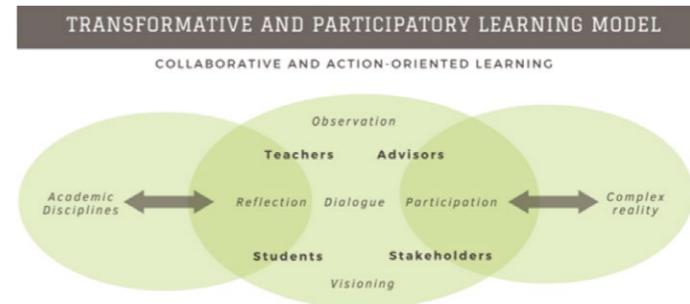 TRANSFORMATIVE AND PARTICIPATORY LEARNING MODEL
COLLABORATIVE AND ACTION-ORIENTED LEARNING
Observation
Teachers Advisors
Academic
Disciplines
Reflection Dialogue Participation
Complex
reality
Students Stakeholders
Visioning